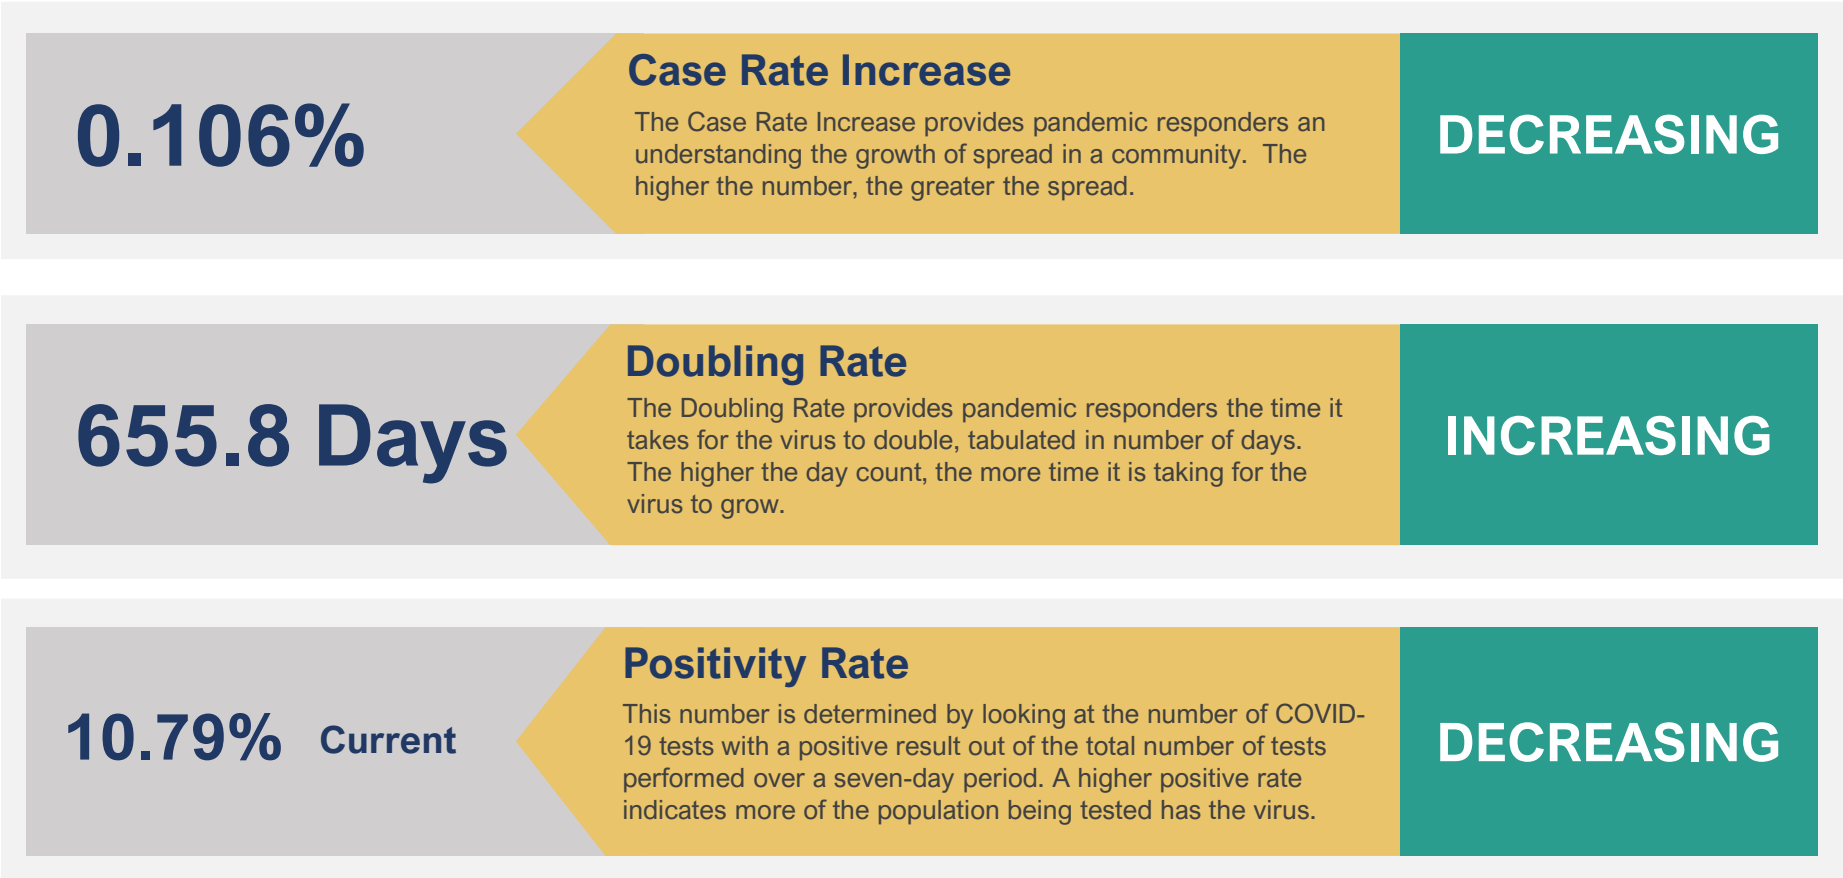 0.106%
Case Rate Increase
The Case Rate Increase provides pandemic responders an
understanding the growth of spread in a community.  The
higher the number, the greater the spread.
DECREASING
655.8 Days
Doubling Rate
The Doubling Rate provides pandemic responders the time it
takes for the virus to double, tabulated in number of days.
The higher the day count, the more time it is taking for the
virus to grow.
INCREASING
10.79% Current
Positivity Rate
This number is determined by looking at the number of COVID-
19 tests with a positive result out of the total number of tests
performed over a seven-day period. A higher positive rate
indicates more of the population being tested has the virus.
DECREASING